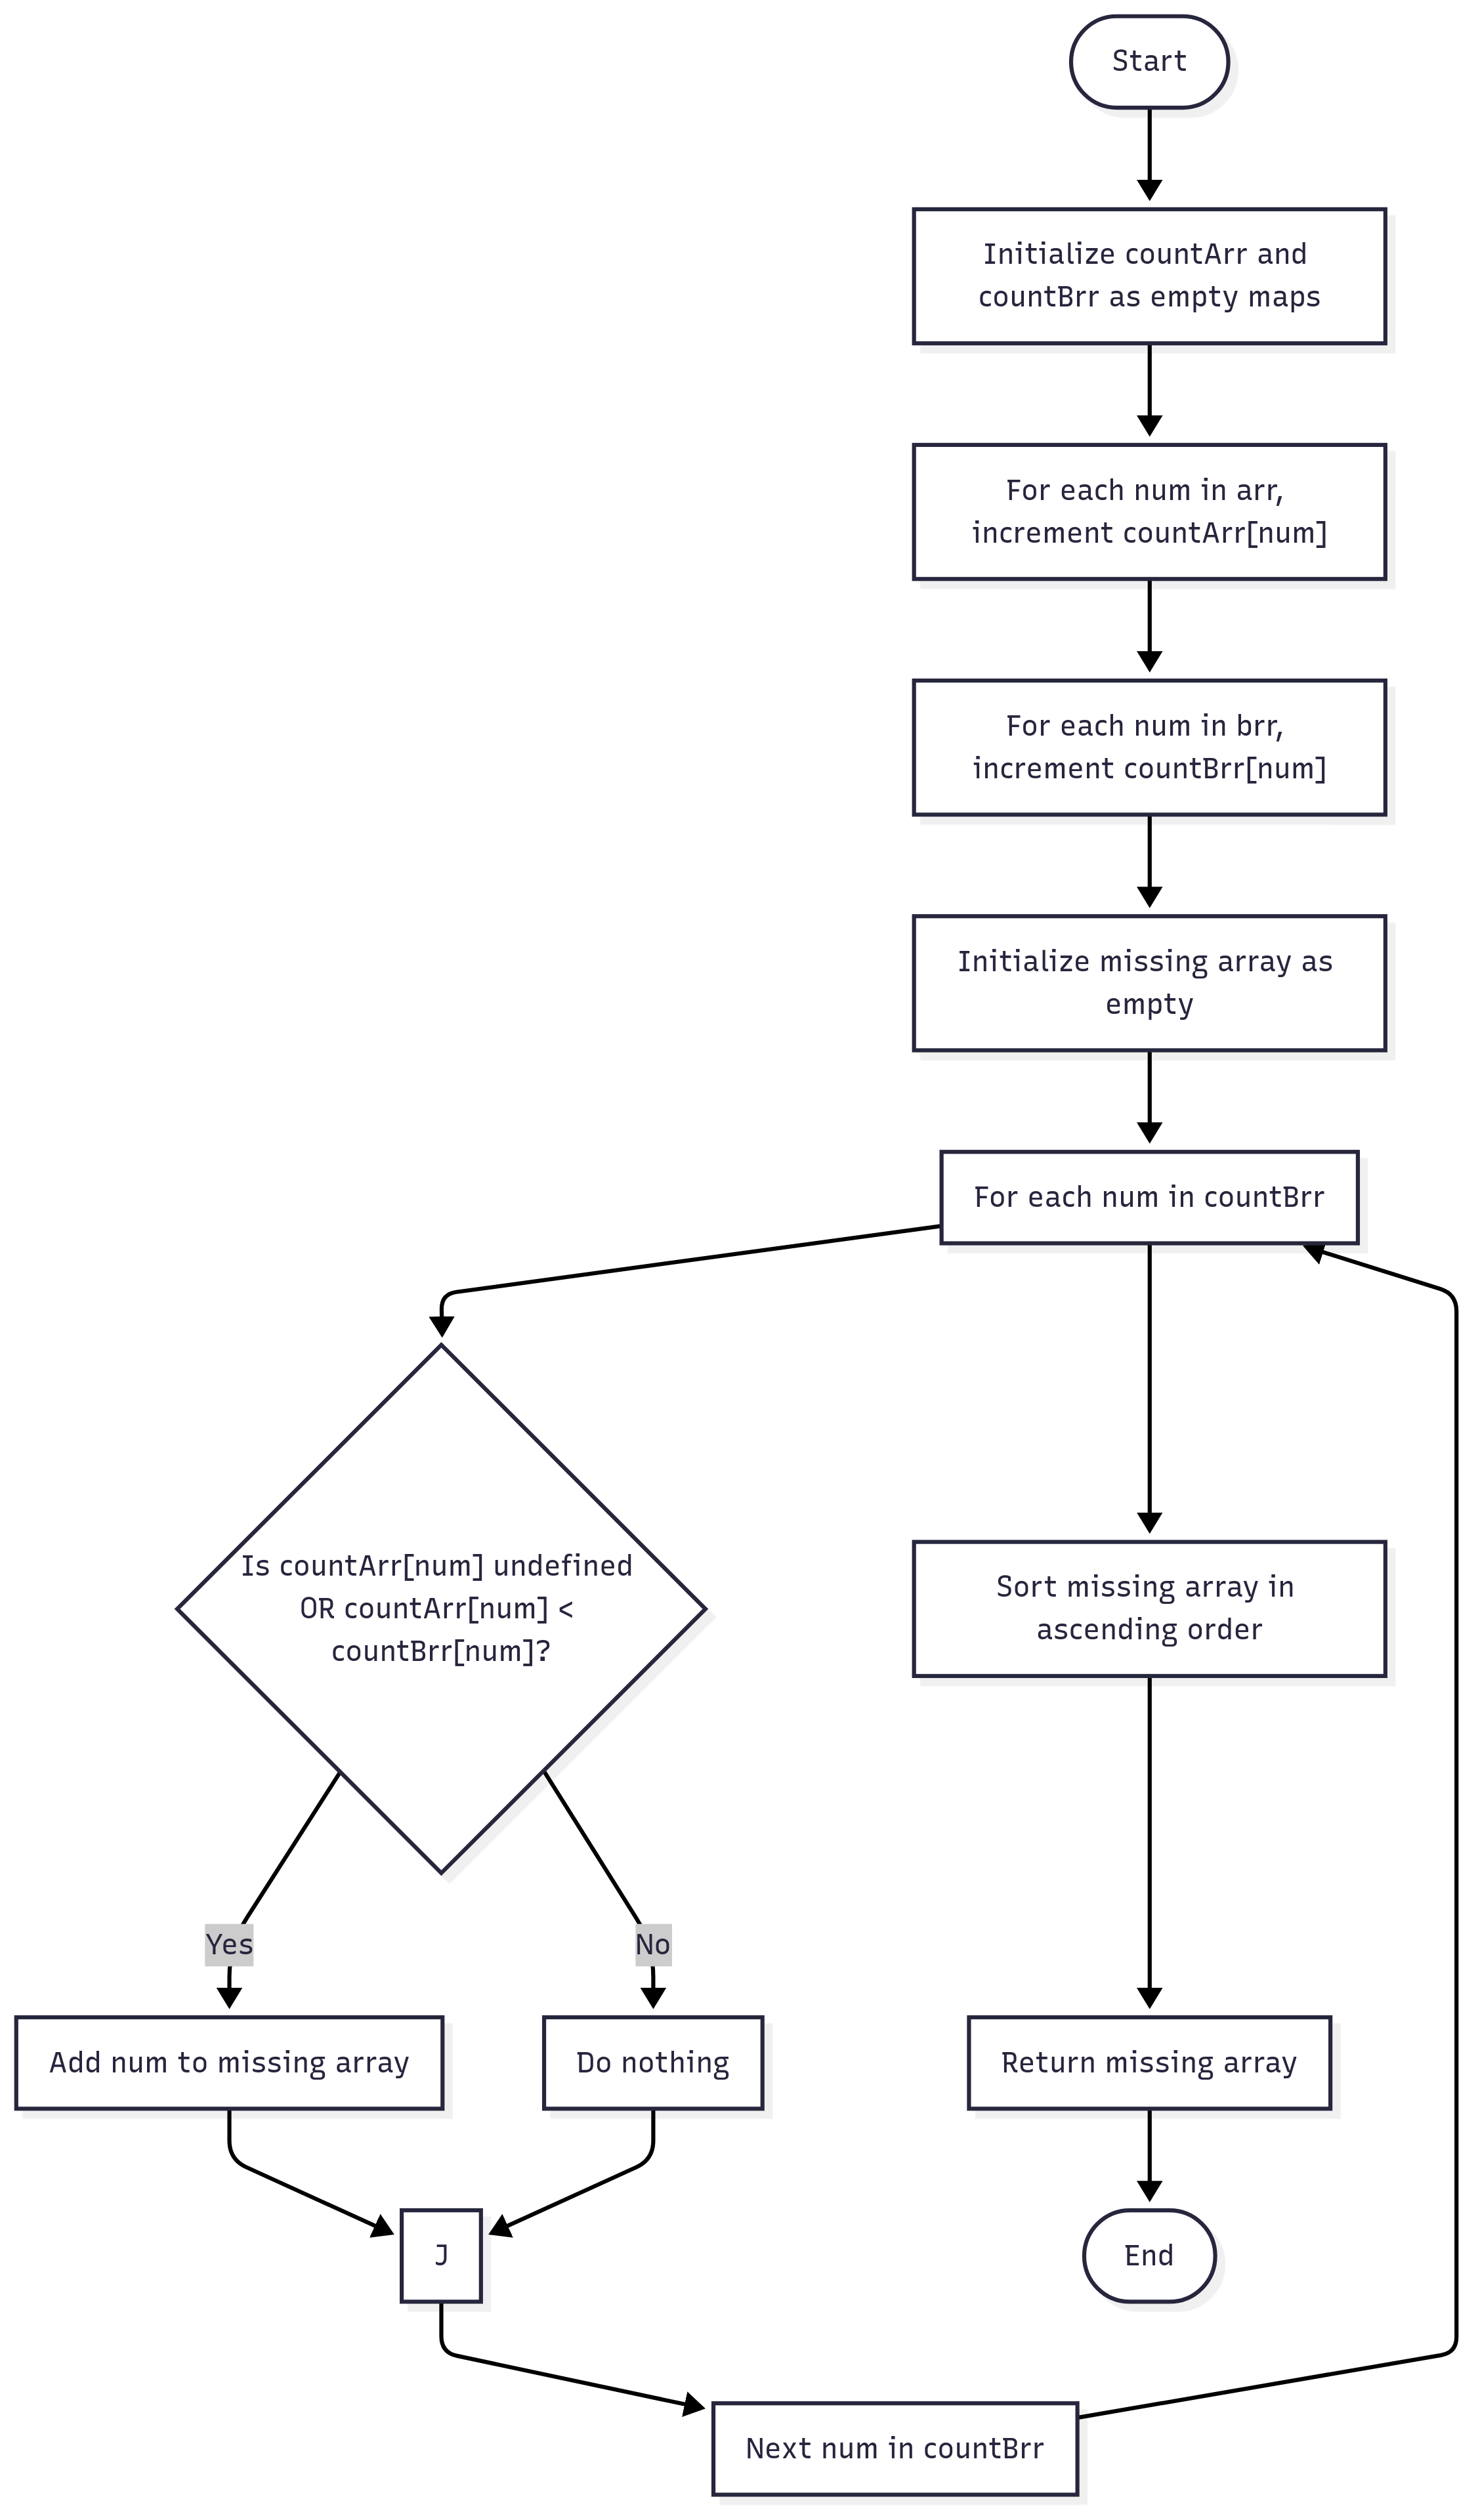 Start
Initialize countArr and
countBrr as empty maps
For each num in arr,
increment countArr[num]
For each num in brr,
increment countBrr[num]
Initialize missing array as
empty
For each num in countBrr
Is countArr[num] undefined
OR countArr[num] <
countBrr[num]?
Sort missing array in
ascending order
Yes
No
Add num to missing array
Do nothing
Return missing array
J
End
Next num in countBrr